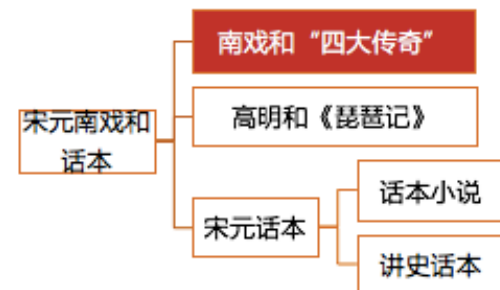 南戏和“四大传奇”
高明和《琵琶记》
宋元南戏和
话本
宋元话本
话本小说
讲史话本